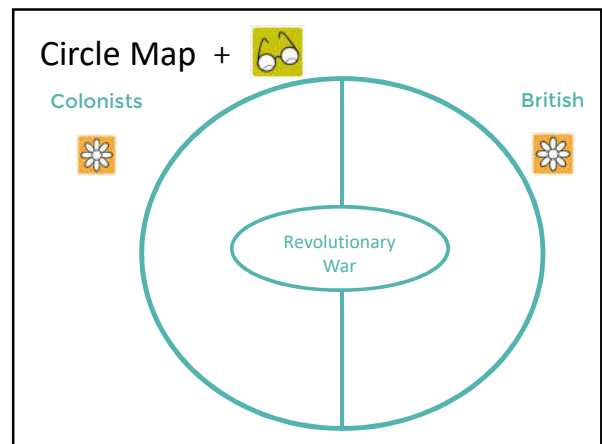 Circle Map +
Colonists
British
Revolutionary
War